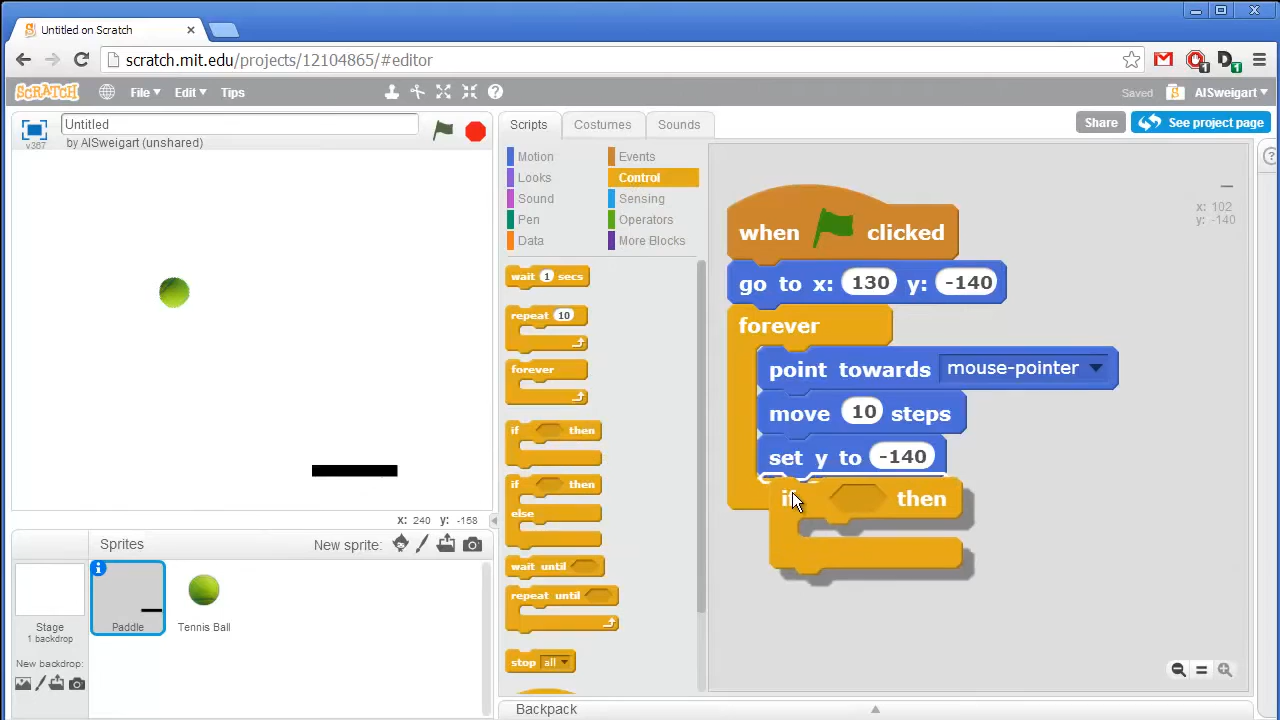 Untitled on Scratch
scratch.mit.edu/projects/12104865/#editor
1 D 1
SCRATCH File Edit Tips Saved S AlSweigart
Untitled
by AlSweigart (unshared)
v387
Scripts Costumes Sounds
Share See project page
Motion Events
Looks Control
Sound Sensing
Pen Operators
Data More Blocks
wait 1 secs
repeat 10
forever
if then
if then
else
wait until
repeat until
stop all
when clicked
go to x: 130 y: -140
forever
point towards mouse-pointer
move 10 steps
set y to -140
if then
x: 102
y: -140
x: 240 y: -158
Sprites New sprite:
Stage
1 backdrop
New backdrop:
Paddle
Tennis Ball
Backpack